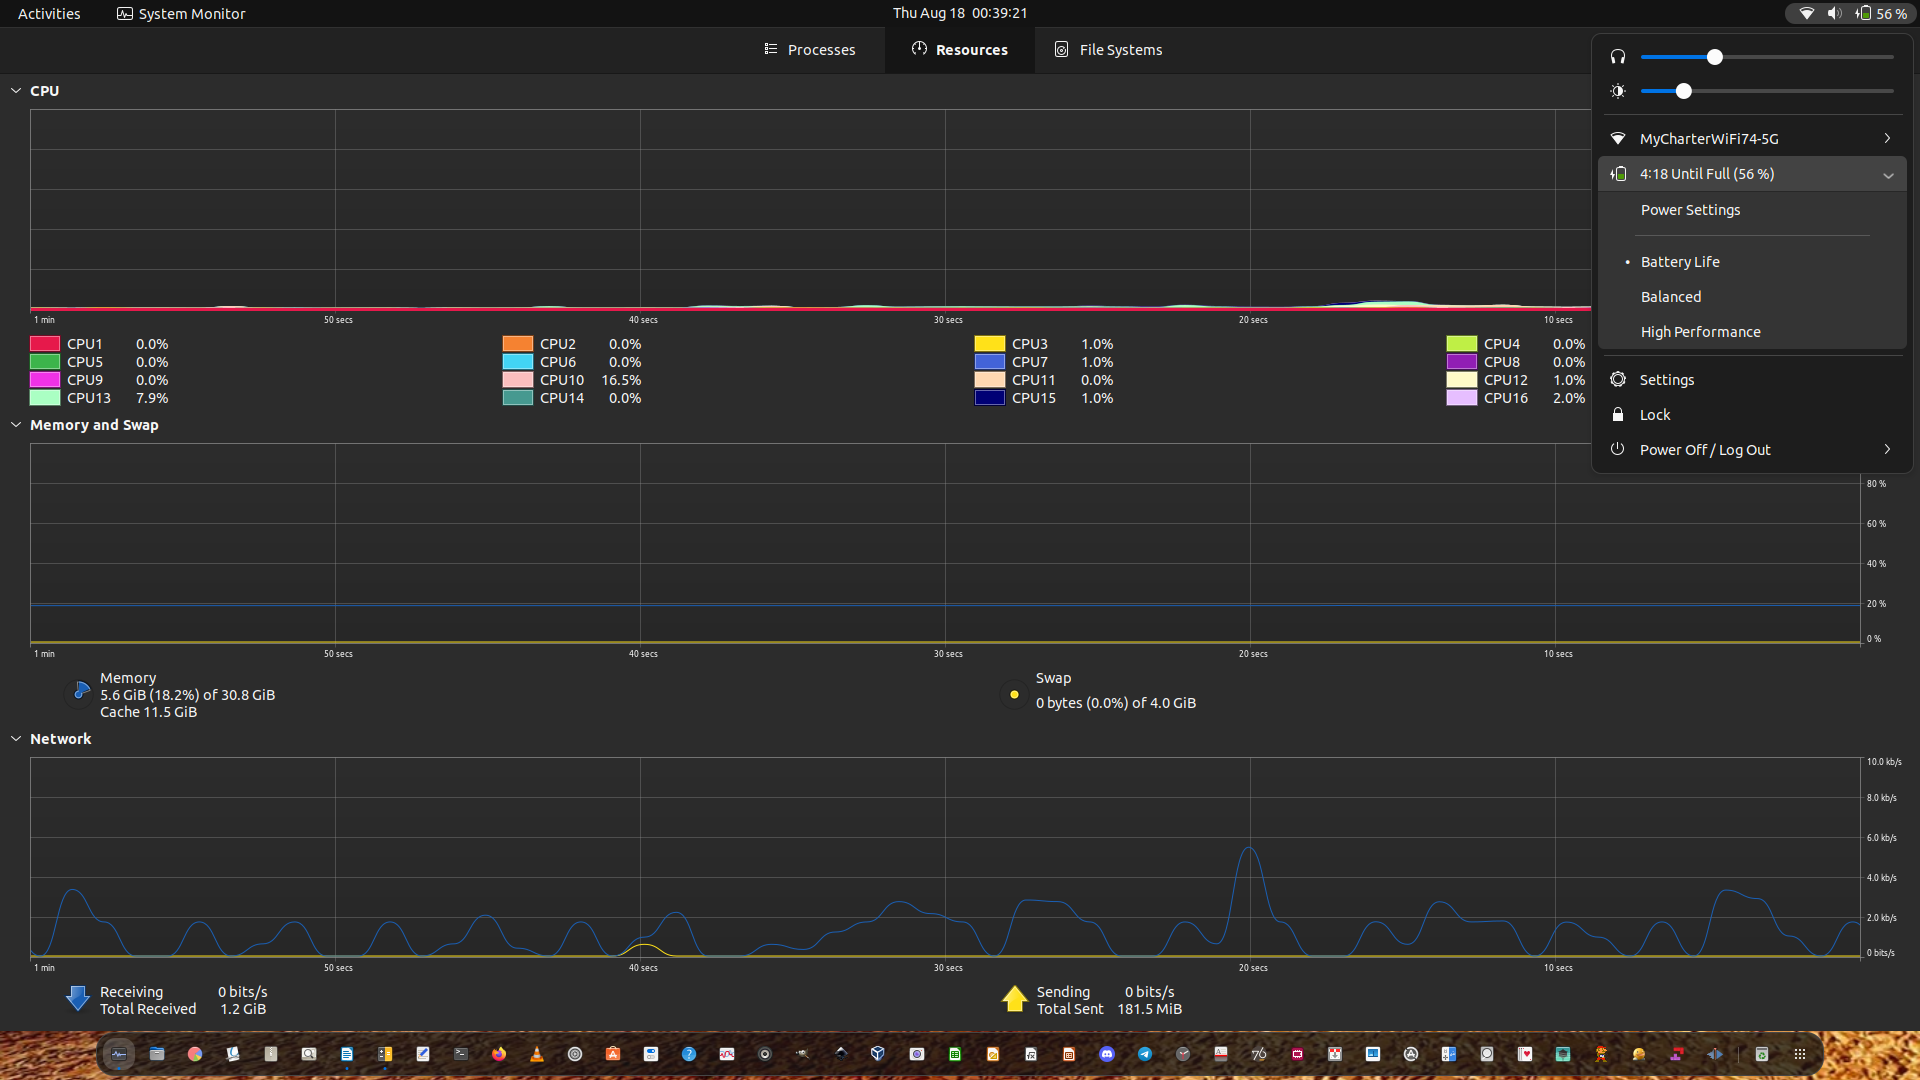 Activities
System Monitor
Thu Aug 18  00:39:21
56 %
Processes
Resources
File Systems
CPU
1 min
50 secs
40 secs
30 secs
20 secs
10 secs
CPU1 0.0%
CPU2 0.0%
CPU3 1.0%
CPU4 0.0%
CPU5 0.0%
CPU6 0.0%
CPU7 1.0%
CPU8 0.0%
CPU9 0.0%
CPU10 16.5%
CPU11 0.0%
CPU12 1.0%
CPU13 7.9%
CPU14 0.0%
CPU15 1.0%
CPU16 2.0%
MyCharterWiFi74-5G
4:18 Until Full (56 %)
Power Settings
Battery Life
Balanced
High Performance
Settings
Lock
Power Off / Log Out
Memory and Swap
80 %
60 %
40 %
20 %
0 %
1 min
50 secs
40 secs
30 secs
20 secs
10 secs
Memory
5.6 GiB (18.2%) of 30.8 GiB
Cache 11.5 GiB
Swap
0 bytes (0.0%) of 4.0 GiB
Network
10.0 kb/s
8.0 kb/s
6.0 kb/s
4.0 kb/s
2.0 kb/s
0 bits/s
1 min
50 secs
40 secs
30 secs
20 secs
10 secs
Receiving 0 bits/s
Total Received 1.2 GiB
Sending 0 bits/s
Total Sent 181.5 MiB
76